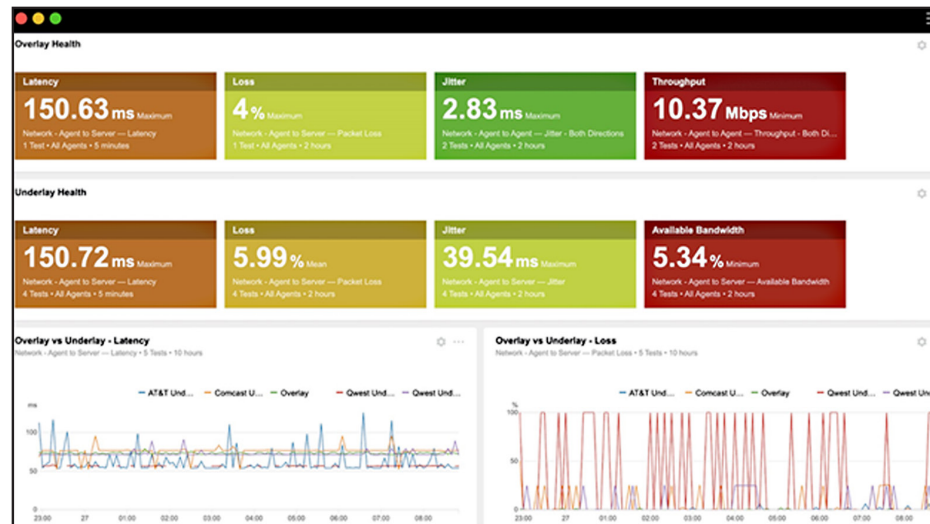 Overlay Health
Latency
150.63 ms Maximum
Network - Agent to Server — Latency
1 Test • All Agents • 5 minutes
Loss
4 % Maximum
Network - Agent to Server — Packet Loss
1 Test • All Agents • 2 hours
Jitter
2.83 ms Maximum
Network - Agent to Agent — Jitter - Both Directions
2 Tests • All Agents • 2 hours
Throughput
10.37 Mbps Minimum
Network - Agent to Agent — Throughput - Both Di...
2 Tests • All Agents • 2 hours
Underlay Health
Latency
150.72 ms Maximum
Network - Agent to Server — Latency
4 Tests • All Agents • 5 minutes
Loss
5.99 % Mean
Network - Agent to Server — Packet Loss
4 Tests • All Agents • 2 hours
Jitter
39.54 ms Maximum
Network - Agent to Server — Jitter
4 Tests • All Agents • 2 hours
Available Bandwidth
5.34 % Minimum
Network - Agent to Server — Available Bandwidth
4 Tests • All Agents • 2 hours
Overlay vs Underlay - Latency
Network - Agent to Server — Latency • 5 Tests • 10 hours
AT&T Und... Comcast U... Overlay Qwest Und... Qwest Und...
ms
100
50
0
23:00 27 01:00 02:00 03:00 04:00 05:00 06:00 07:00 08:00
Overlay vs Underlay - Loss
Network - Agent to Server — Packet Loss • 5 Tests • 10 hours
AT&T Und... Comcast U... Overlay Qwest Und... Qwest Und
%
100
50
0
23:00 27 01:00 02:00 03:00 04:00 05:00 06:00 07:00 08:00